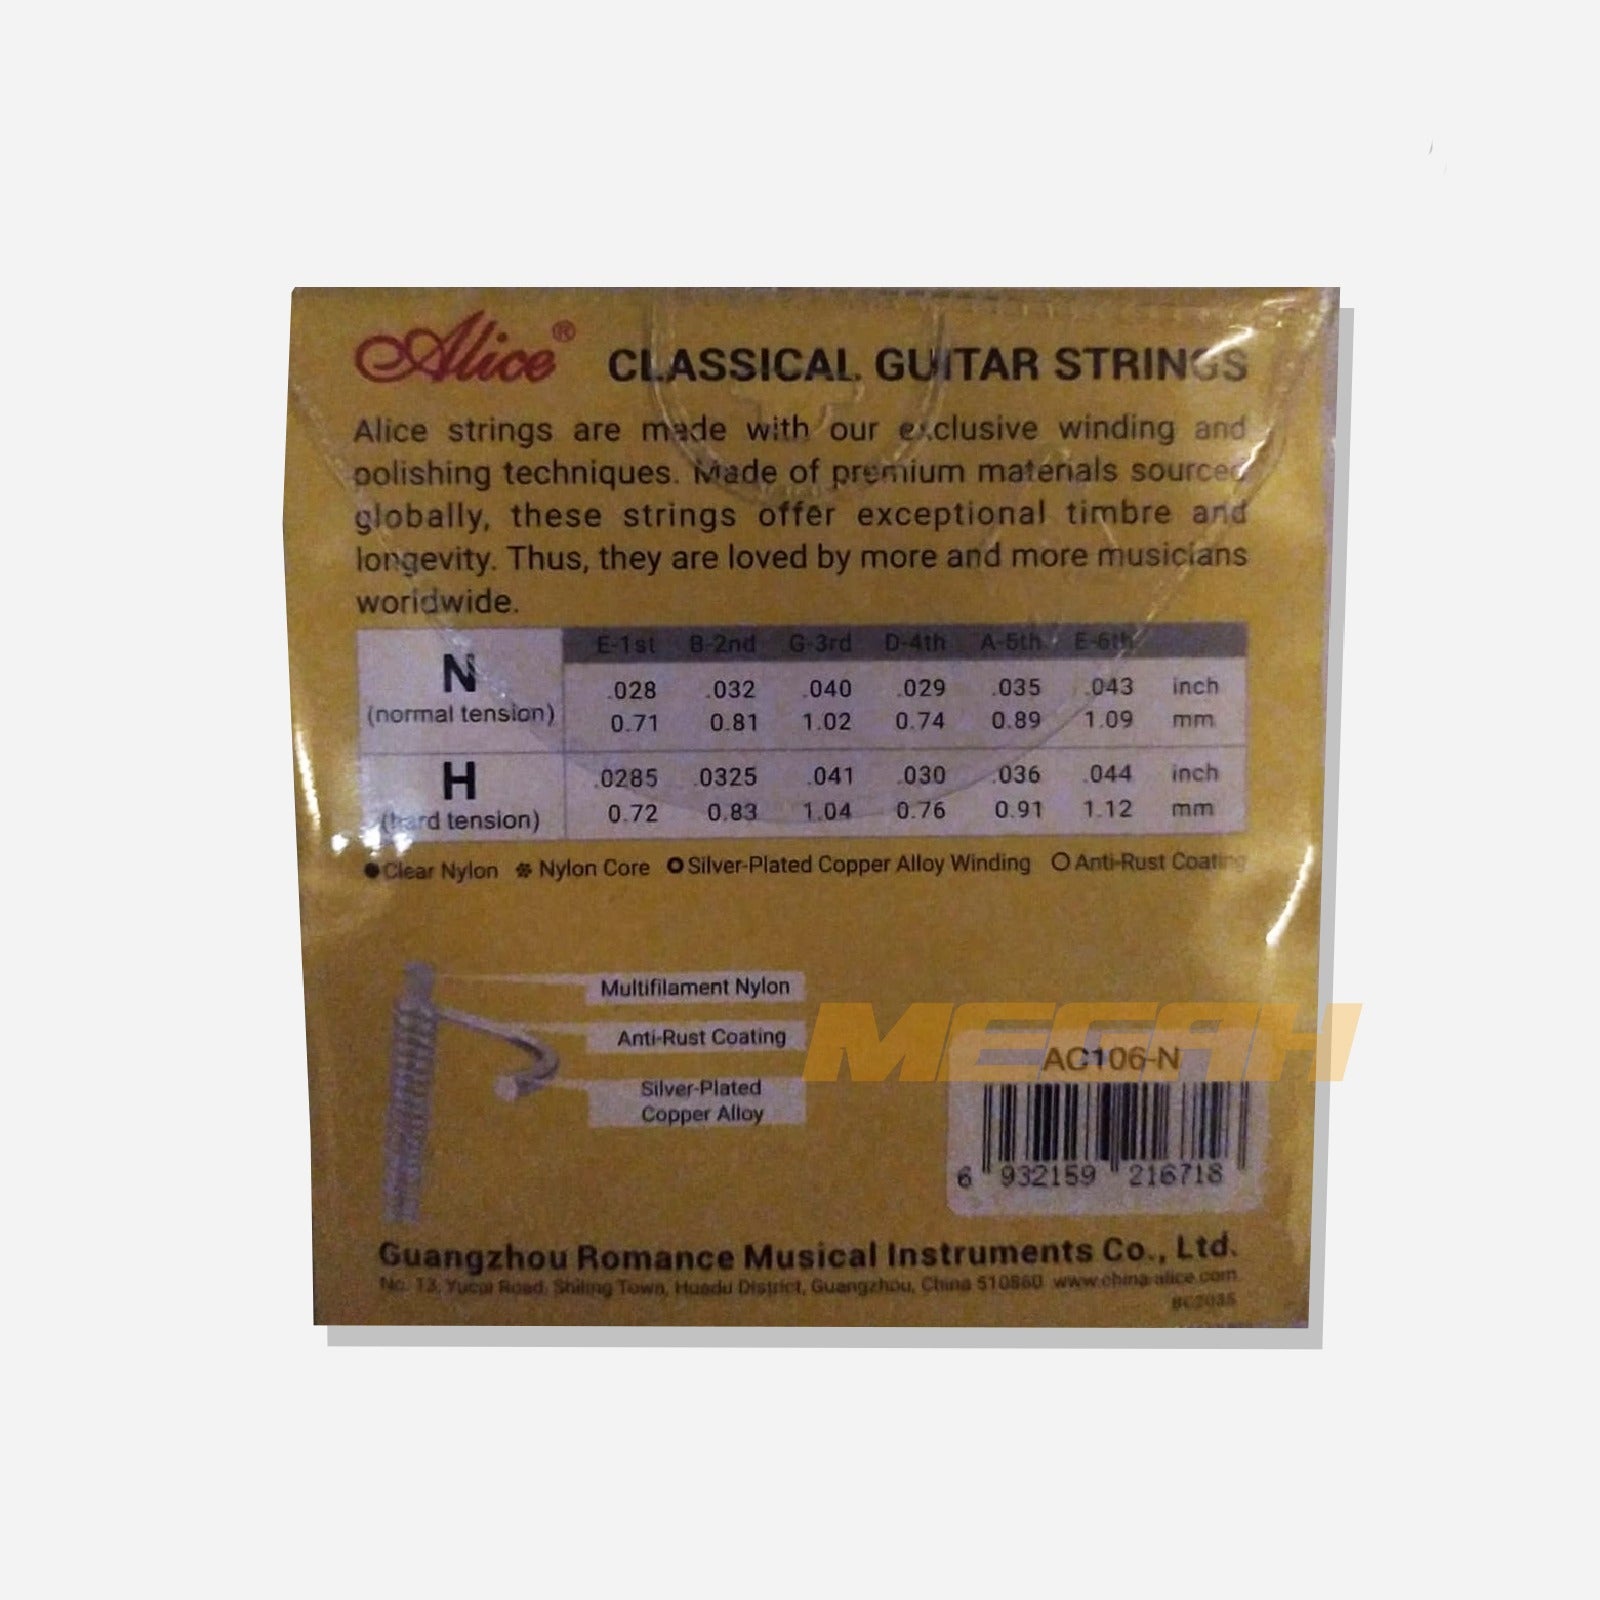 Alice® CLASSICAL GUITAR STRINGS
Alice strings are made with our exclusive winding and
polishing techniques. Made of premium materials sourced
globally, these strings offer exceptional timbre and
longevity. Thus, they are loved by more and more musicians
worldwide.
E-1st B-2nd G-3rd D-4th A-5th E-6th
N .028 .032 .040 .029 .035 .043 inch
(normal tension) 0.71 0.81 1.02 0.74 0.89 1.09 mm
H .0285 .0325 .041 .030 .036 .044 inch
(hard tension) 0.72 0.83 1.04 0.76 0.91 1.12 mm
Clear Nylon Nylon Core Silver-Plated Copper Alloy Winding Anti-Rust Coating
Multifilament Nylon
Anti-Rust Coating
Silver-Plated
Copper Alloy
MEGAH
AC106-N
6 932159 216718
Guangzhou Romance Musical Instruments Co., Ltd.
No. 13, Yucai Road, Shiling Town, Huadu District, Guangzhou, China 510860 www.china-alice.com